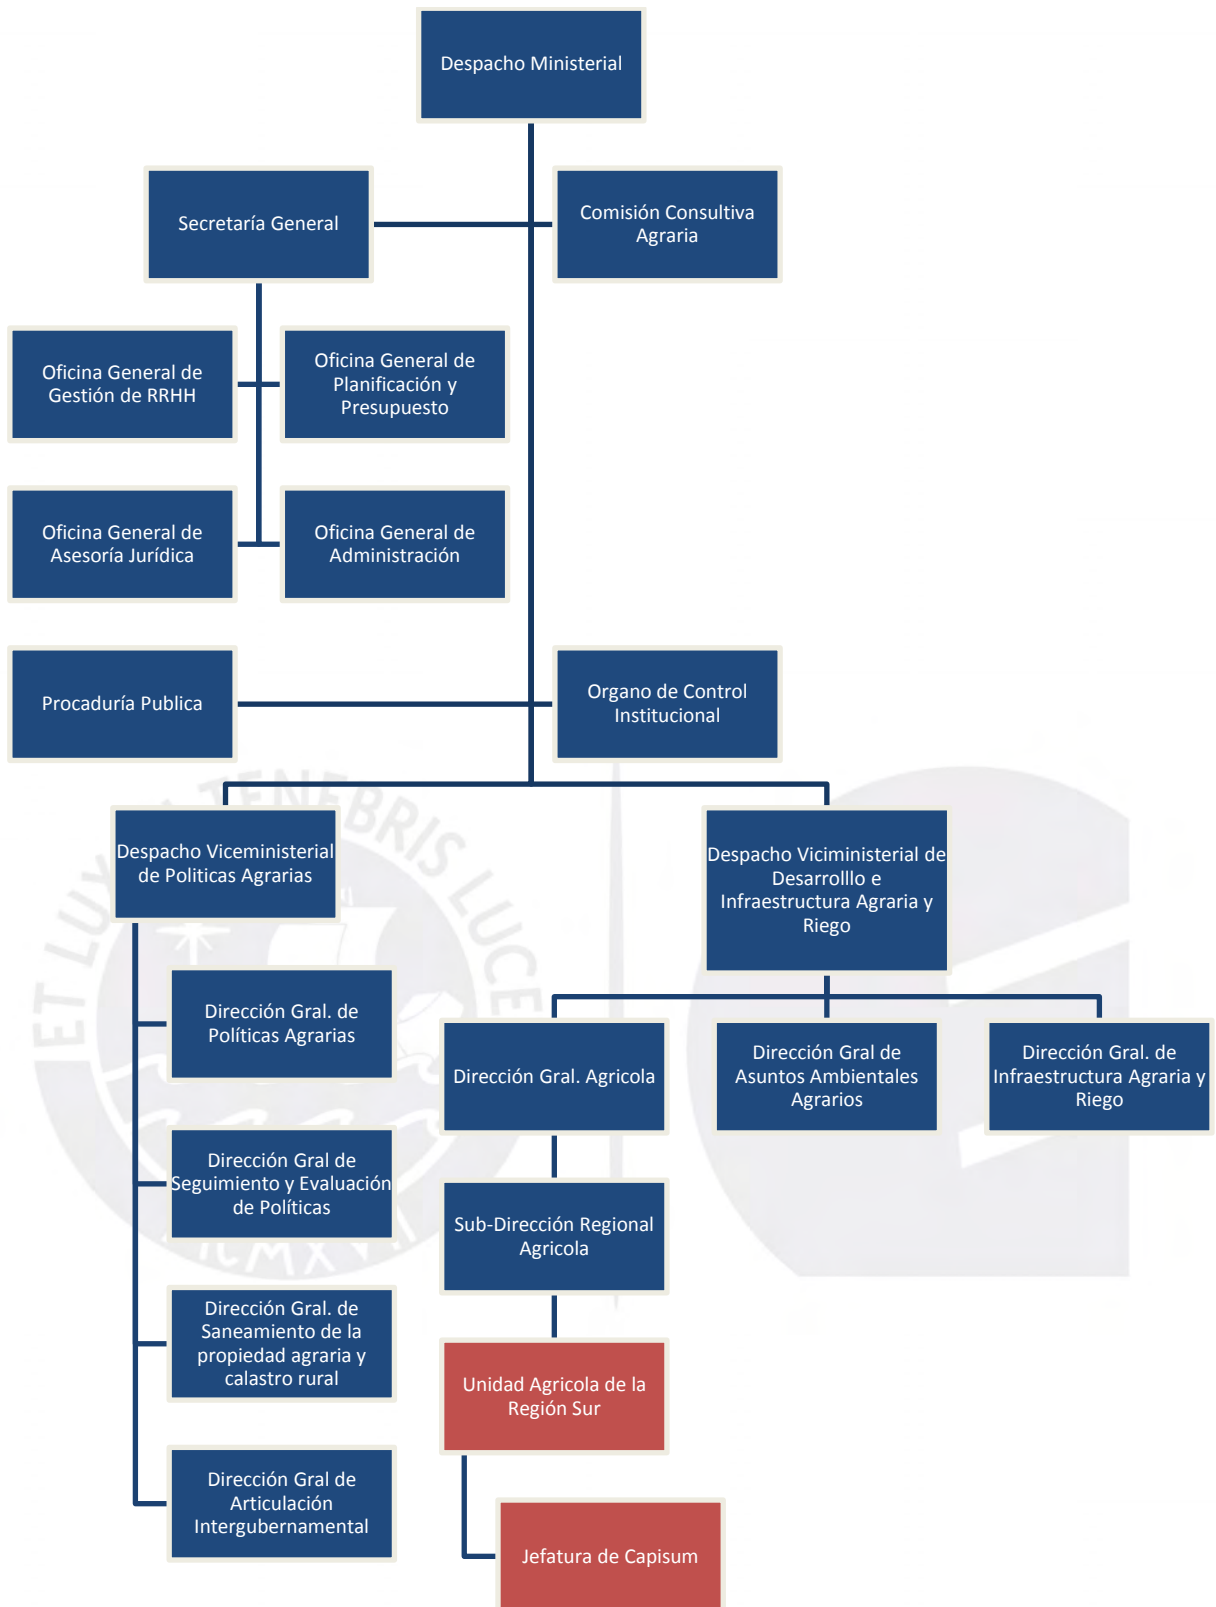 Despacho Ministerial
Secretaría General
Comisión Consultiva
Agraria
Oficina General de
Gestión de RRHH
Oficina General de
Planificación y
Presupuesto
Oficina General de
Asesoría Jurídica
Oficina General de
Administración
Procaduría Publica
Organo de Control
Institucional
Despacho Viceministerial
de Politicas Agrarias
Despacho Viciministerial de
Desarrolllo e
Infraestructura Agraria y
Riego
Dirección Gral. de
Políticas Agrarias
Dirección Gral de
Seguimiento y Evaluación
de Políticas
Dirección Gral. de
Saneamiento de la
propiedad agraria y
calastro rural
Dirección Gral de
Articulación
Intergubernamental
Dirección Gral. Agricola
Dirección Gral de
Asuntos Ambientales
Agrarios
Dirección Gral. de
Infraestructura Agraria y
Riego
Sub-Dirección Regional
Agricola
Unidad Agricola de la
Región Sur
Jefatura de Capisum
ET LUX TENEBRIS LUCE